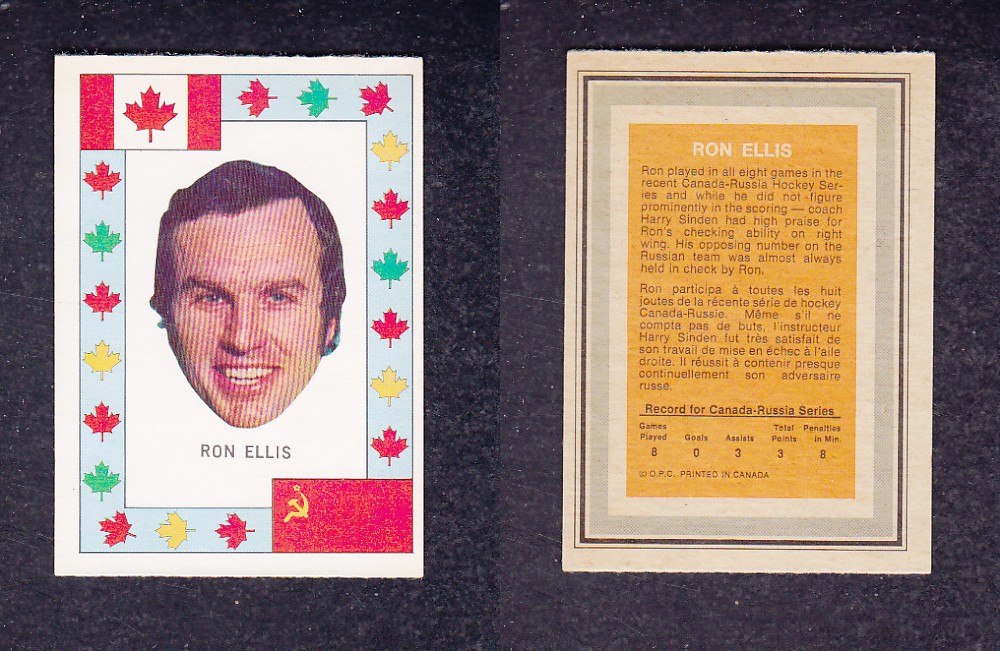 RON ELLIS
RON ELLIS
Ron played in all eight games in the
recent Canada-Russia Hockey Ser-
ies and while he did not figure
prominently in the scoring — coach
Harry Sinden had high praise for
Ron's checking ability on right
wing. His opposing number on the
Russian team was almost always
held in check by Ron.
Ron participa à toutes les huit
joutes de la récente série de hockey
Canada-Russie. Même s'il ne
compta pas de buts, l'instructeur
Harry Sinden fut très satisfait de
son travail de mise en échec à l'aile
droite. Il réussit à contenir presque
continuellement son adversaire
russe.
Record for Canada-Russia Series
Games Total Penalties
Played Goals Assists Points in Min.
8 0 3 3 8
© O.P.C. PRINTED IN CANADA